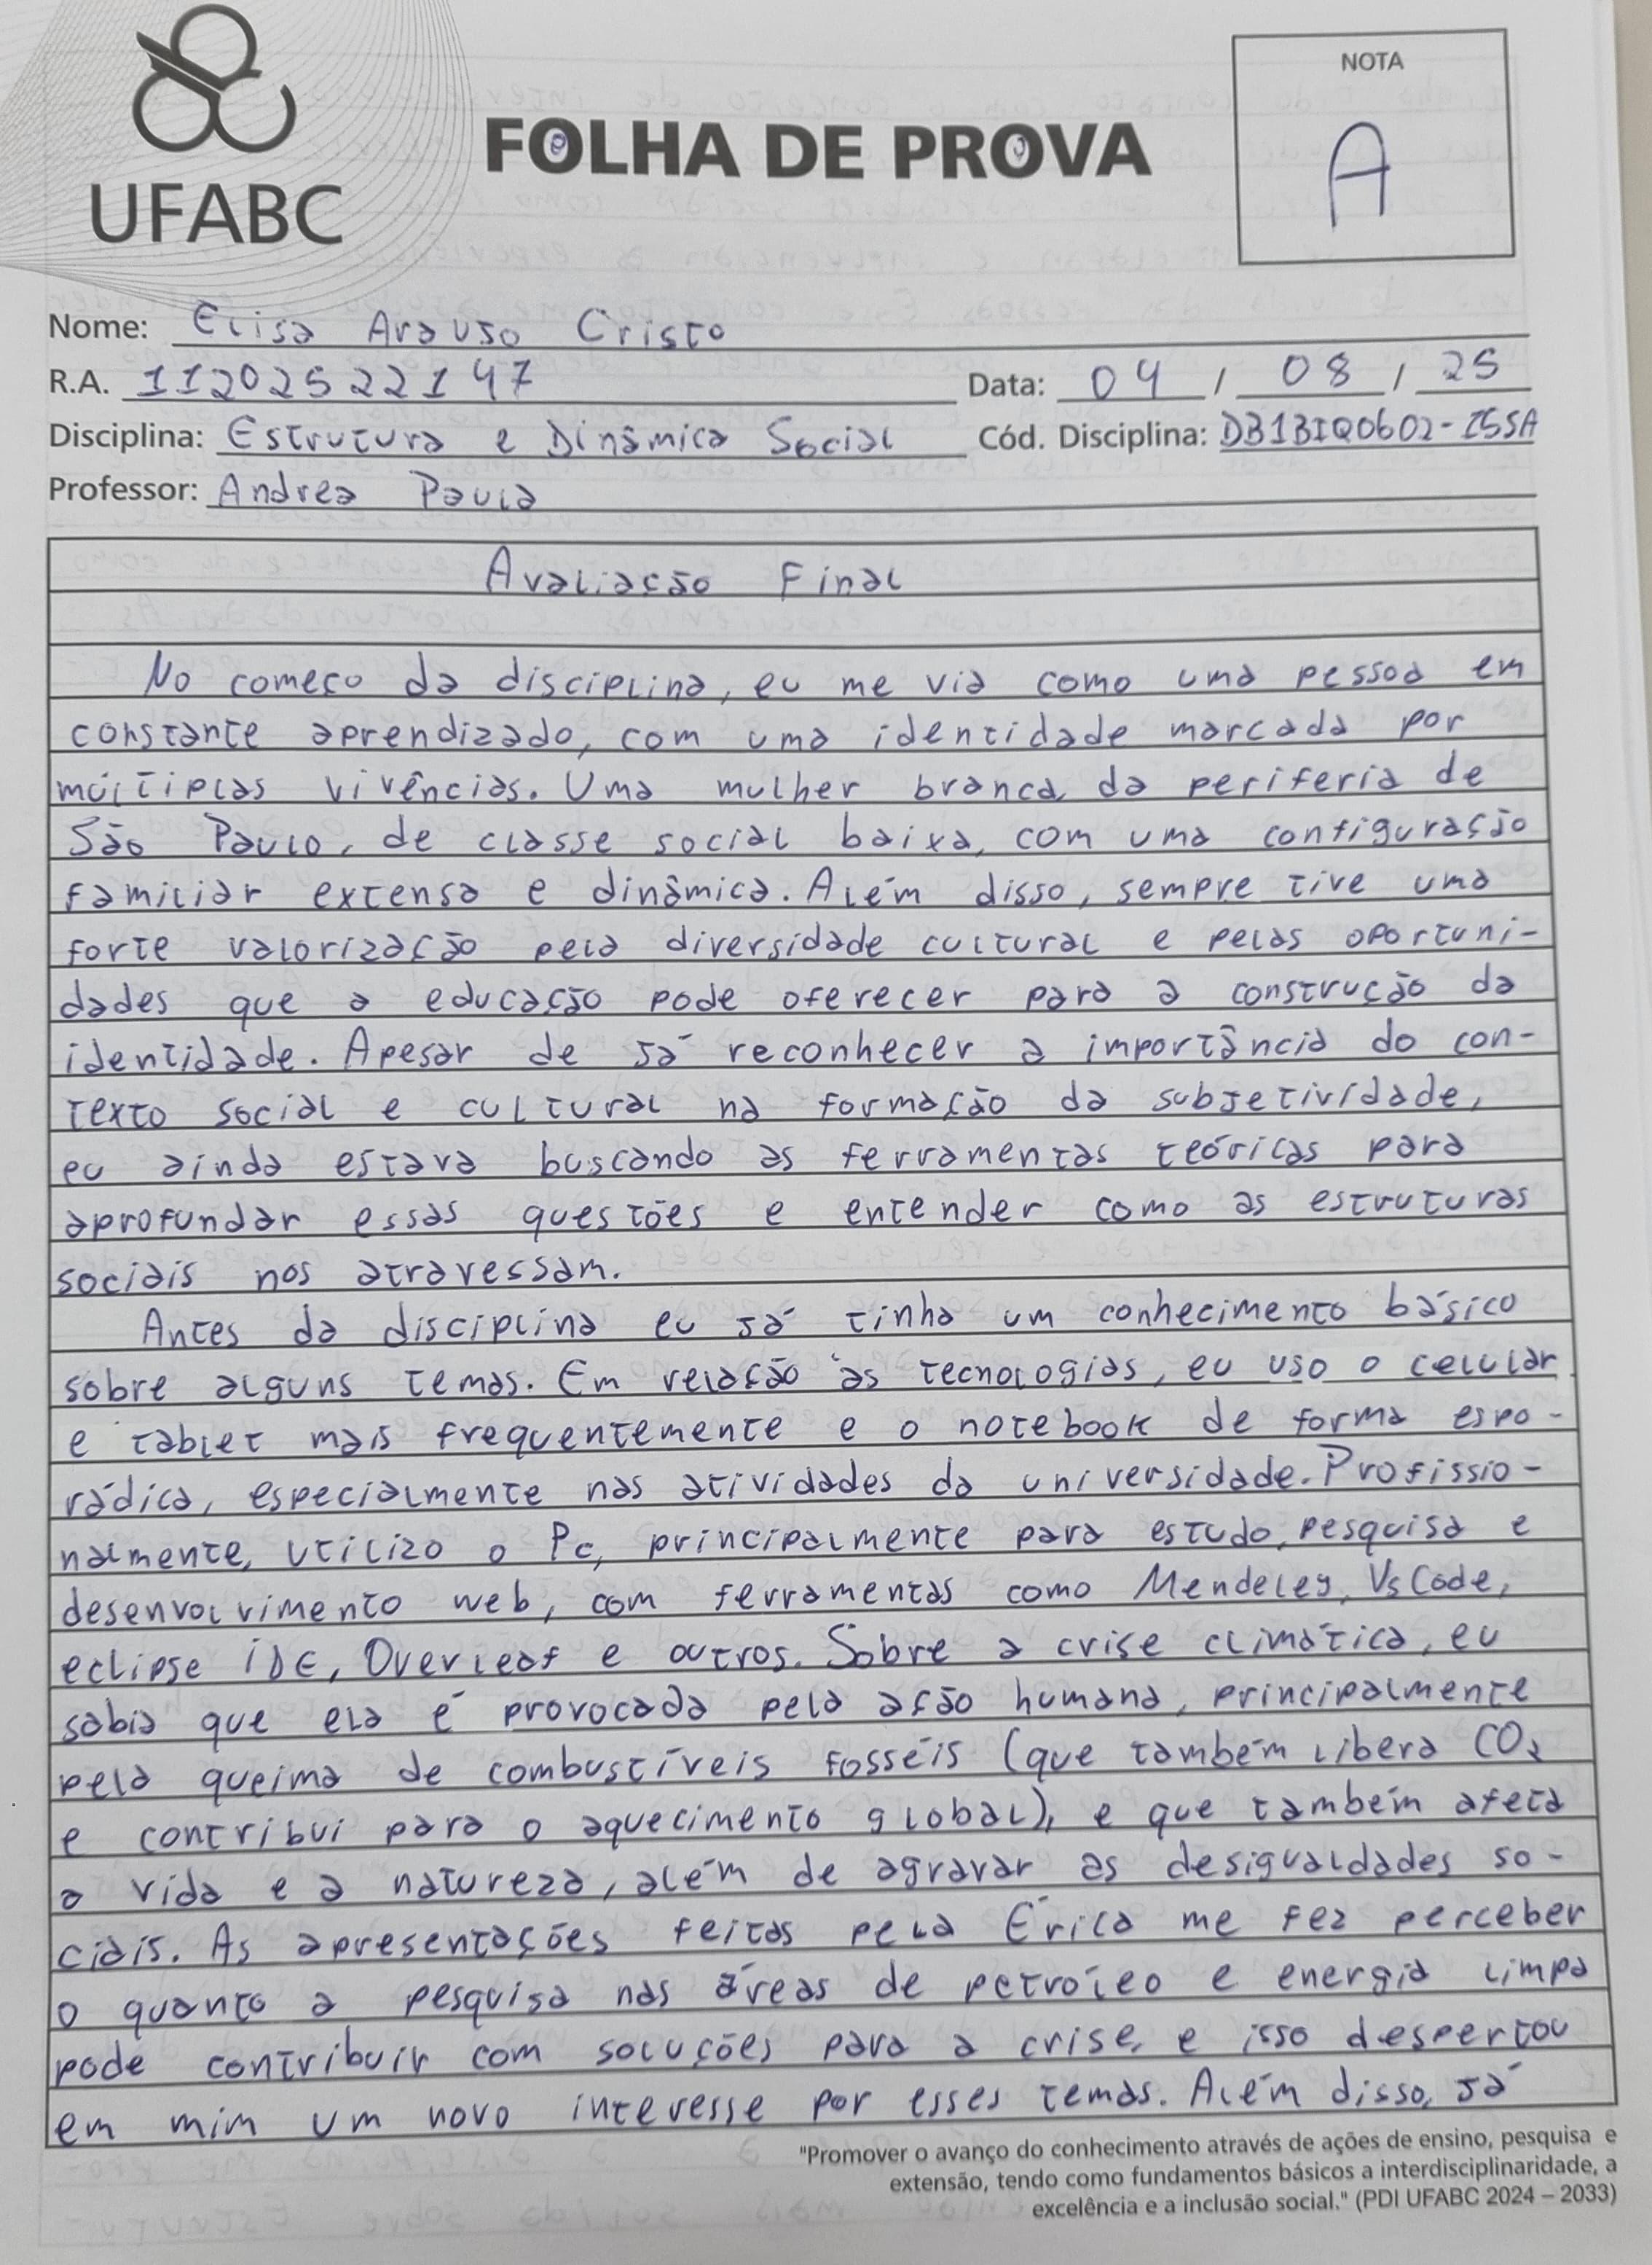 UFABC
FOLHA DE PROVA
NOTA
A
Nome: Elisa Araujo Cristo
R.A. 11202522147 Data: 04 / 08 / 25
Disciplina: Estrutura e Dinâmica Social Cód. Disciplina: DB1BIQ0602-15SA
Professor: Andrea Paula
Avaliação Final
No começo da disciplina, eu me via como uma pessoa em
constante aprendizado, com uma identidade marcada por
múltiplas vivências. Uma mulher branca, da periferia de
São Paulo, de classe social baixa, com uma configuração
familiar extensa e dinâmica. Além disso, sempre tive uma
forte valorização pela diversidade cultural e pelas oportuni-
dades que a educação pode oferecer para a construção da
identidade. Apesar de já reconhecer a importância do con-
texto social e cultural na formação da subjetividade,
eu ainda estava buscando as ferramentas teóricas para
aprofundar essas questões e entender como as estruturas
sociais nos atravessam.
Antes da disciplina eu já tinha um conhecimento básico
sobre alguns temas. Em relação às tecnologias, eu uso o celular
e tablet mais frequentemente e o notebook de forma espo-
rádica, especialmente nas atividades da universidade. Profissio-
nalmente, utilizo o Pc, principalmente para estudo, pesquisa e
desenvolvimento web, com ferramentas como Mendeley, VsCode,
eclipse IDE, Overleaf e outros. Sobre a crise climática, eu
sabia que ela é provocada pela ação humana, principalmente
pela queima de combustíveis fósseis (que também libera CO2
e contribui para o aquecimento global), e que também afeta
a vida e a natureza, além de agravar as desigualdades so-
ciais. As apresentações feitas pela Érica me fez perceber
o quanto a pesquisa nas áreas de petróleo e energia limpa
pode contribuir com soluções para a crise, e isso despertou
em mim um novo interesse por esses temas. Além disso, já
"Promover o avanço do conhecimento através de ações de ensino, pesquisa e
extensão, tendo como fundamentos básicos a interdisciplinaridade, a
excelência e a inclusão social." (PDI UFABC 2024 – 2033)